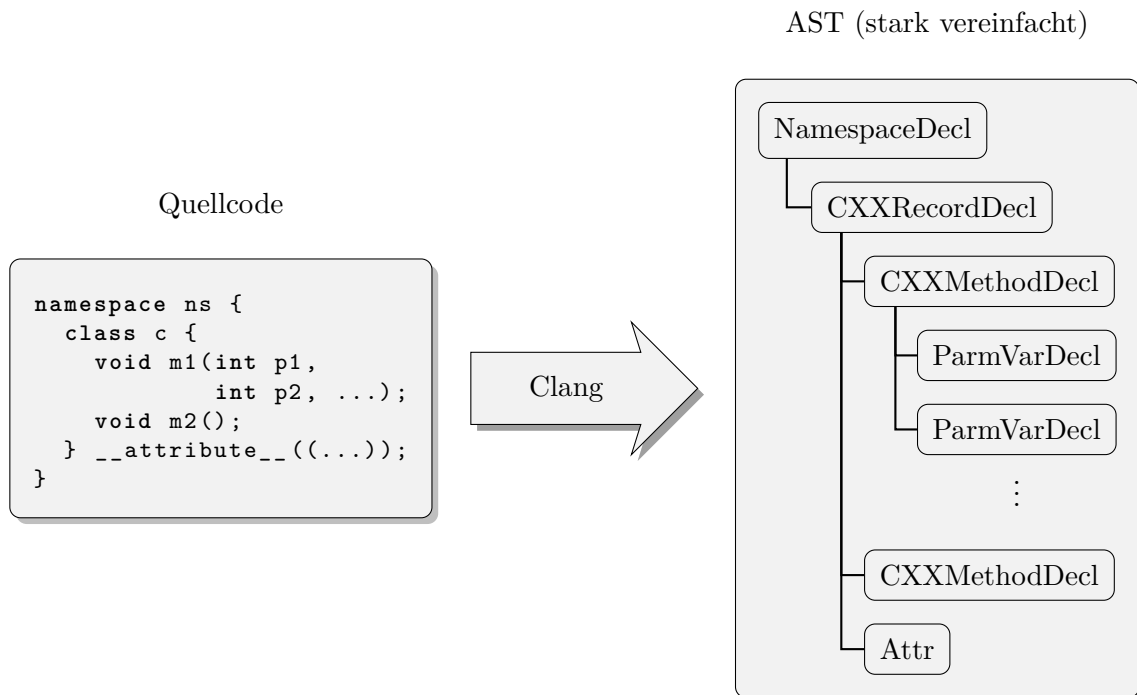 Quellcode
namespace ns {
  class c {
    void m1(int p1,
            int p2, ...);
    void m2();
  } __attribute__((...));
}
Clang
AST (stark vereinfacht)
NamespaceDecl
CXXRecordDecl
CXXMethodDecl
ParmVarDecl
ParmVarDecl
⋮
CXXMethodDecl
Attr